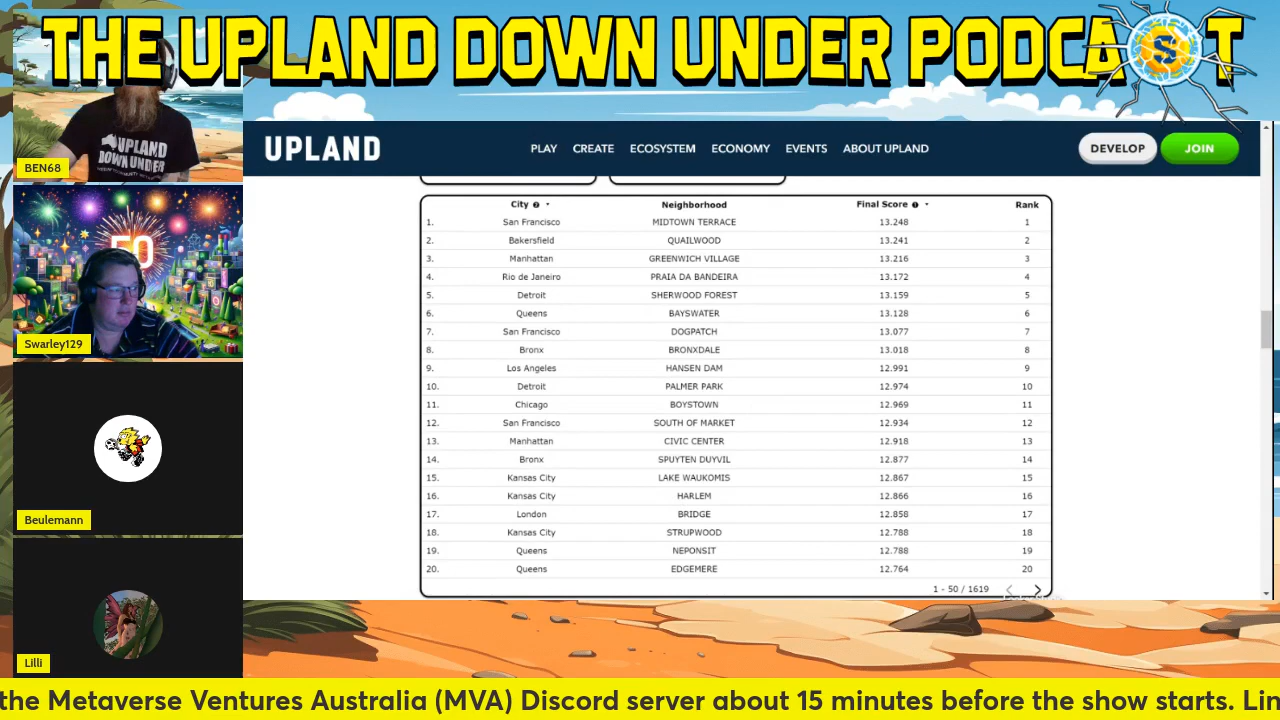 THE UPLAND DOWN UNDER PODCAST
UPLAND
DOWN UNDER
BEN68
50
Swarley129
Beulemann
Lilli
UPLAND PLAY CREATE ECOSYSTEM ECONOMY EVENTS ABOUT UPLAND DEVELOP JOIN
City Neighborhood Final Score Rank
1. San Francisco MIDTOWN TERRACE 13.248 1
2. Bakersfield QUAILWOOD 13.241 2
3. Manhattan GREENWICH VILLAGE 13.216 3
4. Rio de Janeiro PRAIA DA BANDEIRA 13.172 4
5. Detroit SHERWOOD FOREST 13.159 5
6. Queens BAYSWATER 13.128 6
7. San Francisco DOGPATCH 13.077 7
8. Bronx BRONXDALE 13.018 8
9. Los Angeles HANSEN DAM 12.991 9
10. Detroit PALMER PARK 12.974 10
11. Chicago BOYSTOWN 12.969 11
12. San Francisco SOUTH OF MARKET 12.934 12
13. Manhattan CIVIC CENTER 12.918 13
14. Bronx SPUYTEN DUYVIL 12.877 14
15. Kansas City LAKE WAUKOMIS 12.867 15
16. Kansas City HARLEM 12.866 16
17. London BRIDGE 12.858 17
18. Kansas City STRUPWOOD 12.788 18
19. Queens NEPONSIT 12.788 19
20. Queens EDGEMERE 12.764 20
1 - 50 / 1619
the Metaverse Ventures Australia (MVA) Discord server about 15 minutes before the show starts. Lin